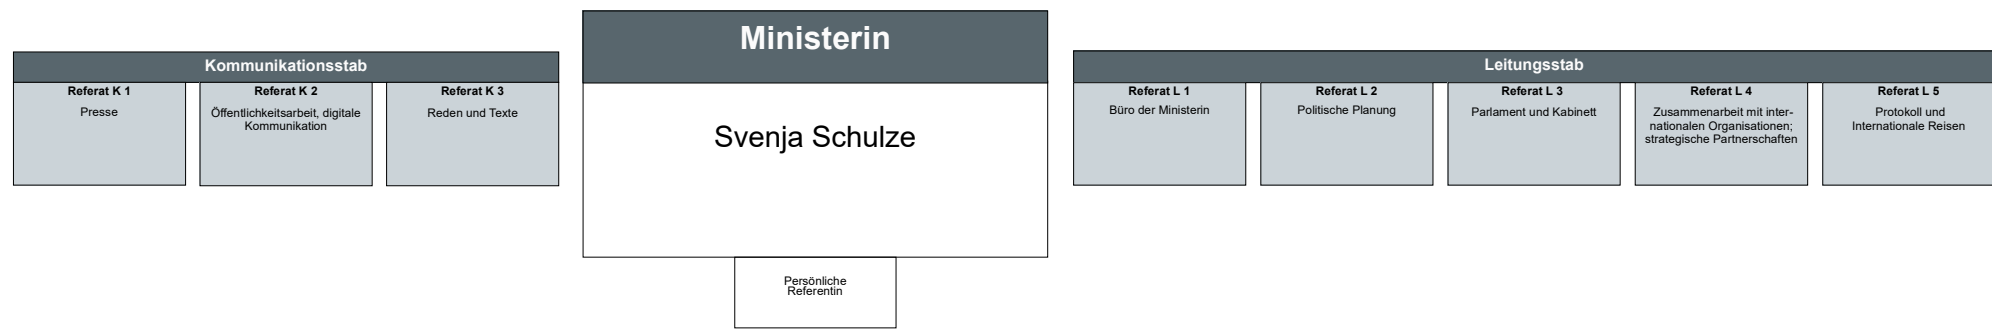 Kommunikationsstab
Referat K 1
Presse
Referat K 2
Öffentlichkeitsarbeit, digitale
Kommunikation
Referat K 3
Reden und Texte
Ministerin
Svenja Schulze
Persönliche
Referentin
Leitungsstab
Referat L 1
Büro der Ministerin
Referat L 2
Politische Planung
Referat L 3
Parlament und Kabinett
Referat L 4
Zusammenarbeit mit inter-
nationalen Organisationen;
strategische Partnerschaften
Referat L 5
Protokoll und
Internationale Reisen